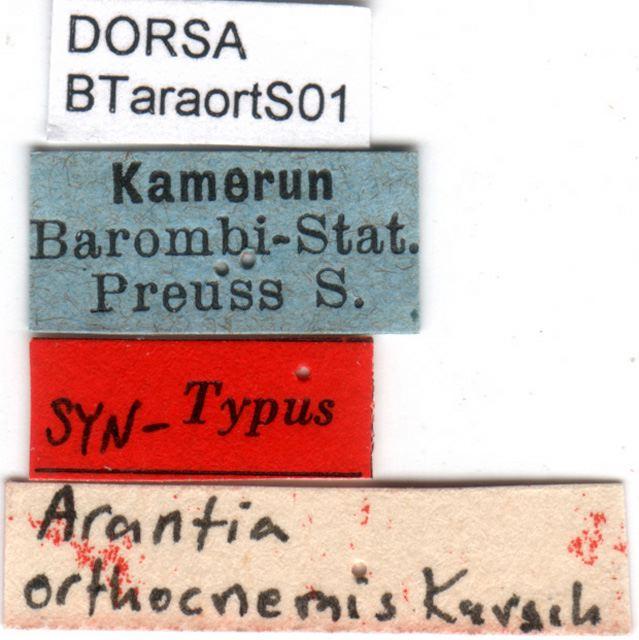 DORSA
BTaraortS01
Kamerun
Barombi-Stat.
Preuss S.
SYN- Typus
Arantia
orthocnemis Karsch